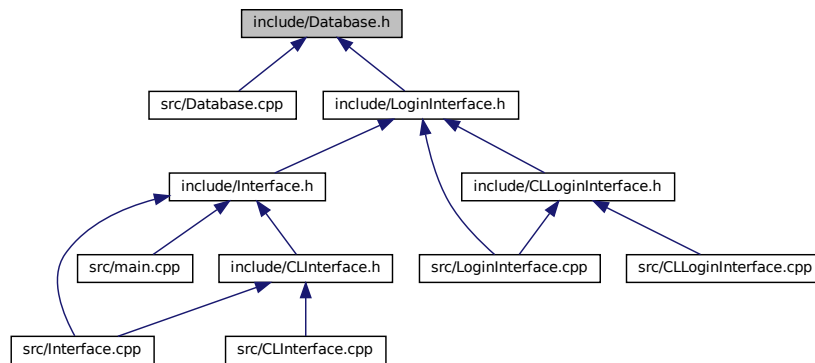 include/Database.h
src/Database.cpp
include/LoginInterface.h
include/Interface.h
include/CLLoginInterface.h
src/main.cpp
include/CLInterface.h
src/LoginInterface.cpp
src/CLLoginInterface.cpp
src/Interface.cpp
src/CLInterface.cpp